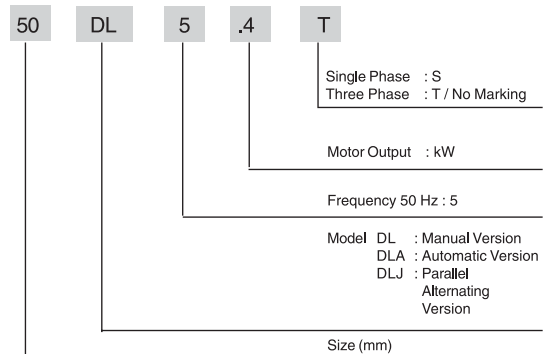 50 DL 5 .4 T
Single Phase : S
Three Phase : T / No Marking
Motor Output : kW
Frequency 50 Hz : 5
Model DL : Manual Version
DLA : Automatic Version
DLJ : Parallel
Alternating
Version
Size (mm)